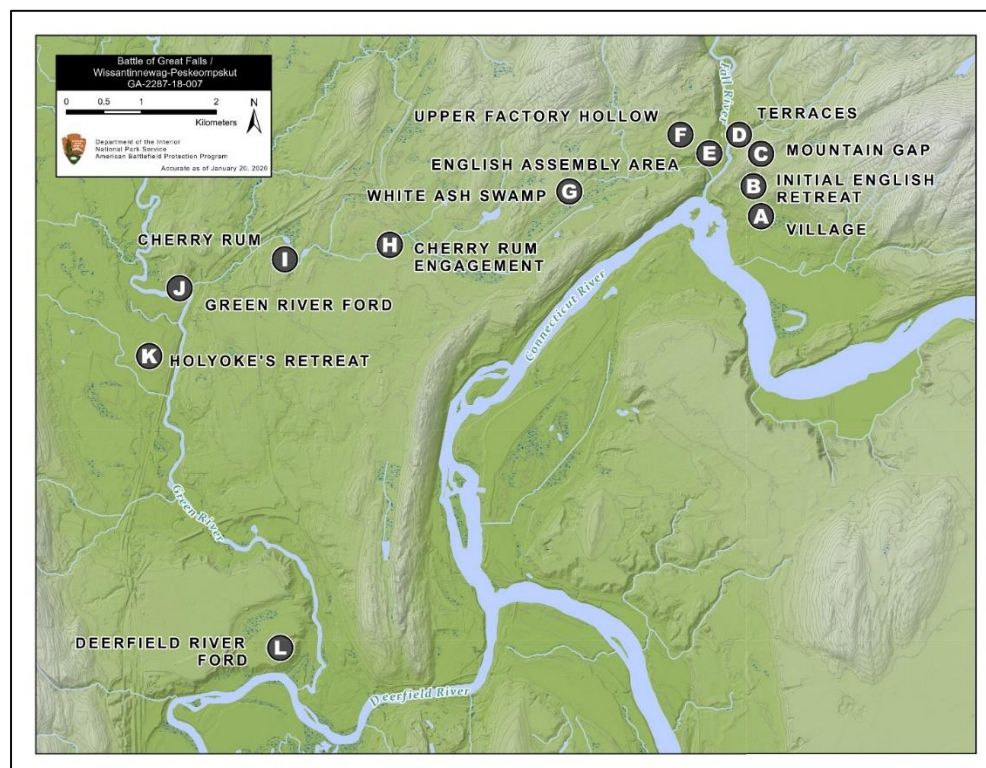 Battle of Great Falls /
Wissantinnewag-Peskeompskut
GA-2287-18-007
0 0.5 1 2
Kilometers
N
Department of the Interior
National Park Service
American Battlefield Protection Program
Accurate as of January 20, 2020
Fall River
UPPER FACTORY HOLLOW
F
D
TERRACES
ENGLISH ASSEMBLY AREA
E
C
MOUNTAIN GAP
WHITE ASH SWAMP
G
B
INITIAL ENGLISH
RETREAT
A
VILLAGE
CHERRY RUM
I
H
CHERRY RUM
ENGAGEMENT
J
GREEN RIVER FORD
Connecticut River
K
HOLYOKE'S RETREAT
Green River
DEERFIELD RIVER
FORD
L
Deerfield River